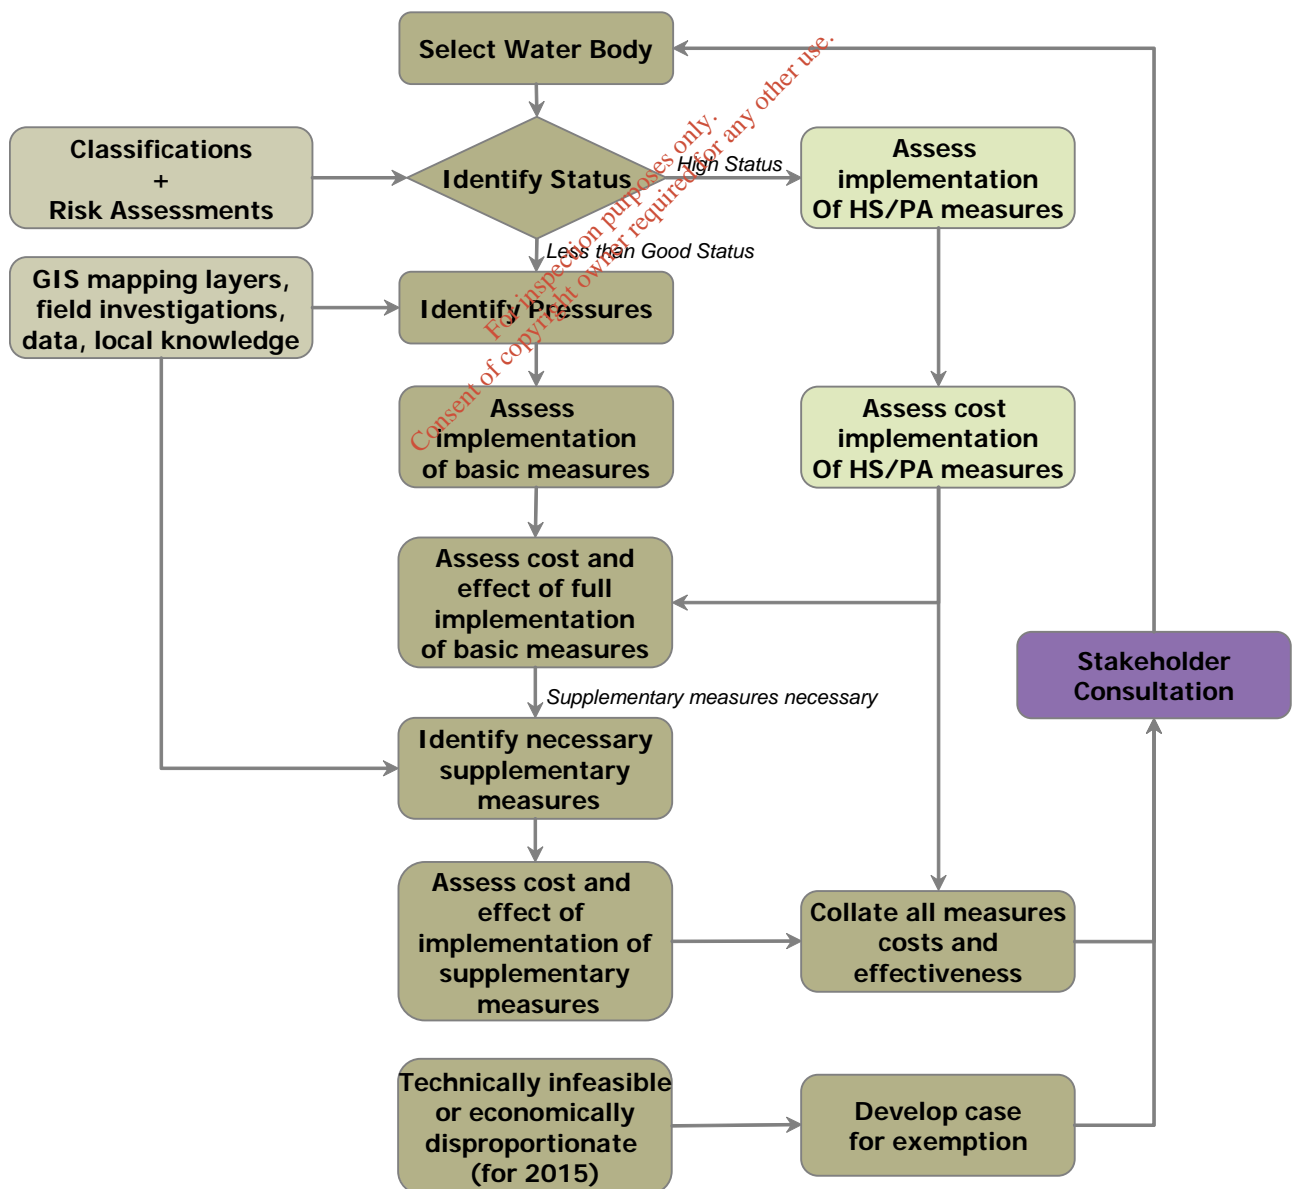 Select Water Body
Classifications
+
Risk Assessments
Identify Status
High Status
Assess
implementation
Of HS/PA measures
Less than Good Status
GIS mapping layers,
field investigations,
data, local knowledge
Identify Pressures
Assess
implementation
of basic measures
Assess cost
implementation
Of HS/PA measures
Assess cost and
effect of full
implementation
of basic measures
Supplementary measures necessary
Stakeholder
Consultation
Identify necessary
supplementary
measures
Assess cost and
effect of
implementation of
supplementary
measures
Collate all measures
costs and
effectiveness
Technically infeasible
or economically
disproportionate
(for 2015)
Develop case
for exemption
For inspection purposes only.
Consent of copyright owner required for any other use.